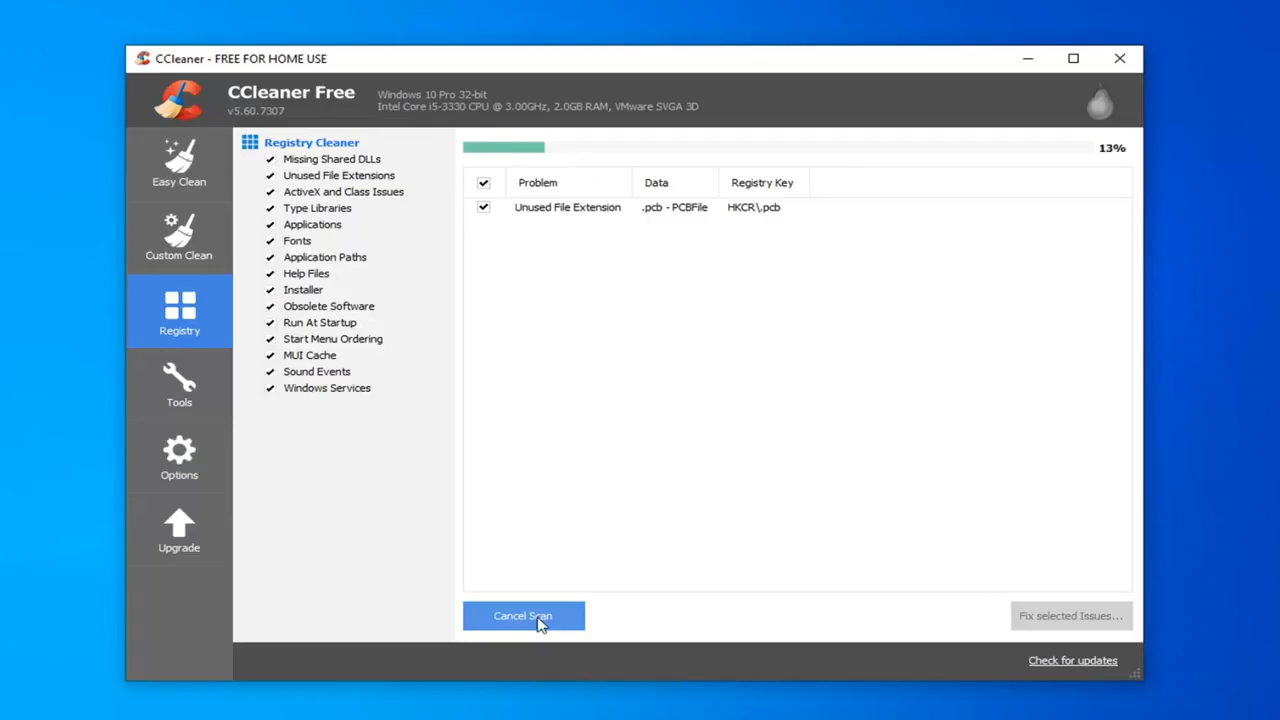 CCleaner - FREE FOR HOME USE
CCleaner Free
v5.60.7307
Windows 10 Pro 32-bit
Intel Core i5-3330 CPU @ 3.00GHz, 2.0GB RAM, VMware SVGA 3D
Easy Clean
Custom Clean
Registry
Tools
Options
Upgrade
Registry Cleaner
Missing Shared DLLs
Unused File Extensions
ActiveX and Class Issues
Type Libraries
Applications
Fonts
Application Paths
Help Files
Installer
Obsolete Software
Run At Startup
Start Menu Ordering
MUI Cache
Sound Events
Windows Services
13%
Problem Data Registry Key
Unused File Extension .pcb - PCBFile HKCR\.pcb
Cancel Scan
Fix selected Issues...
Check for updates